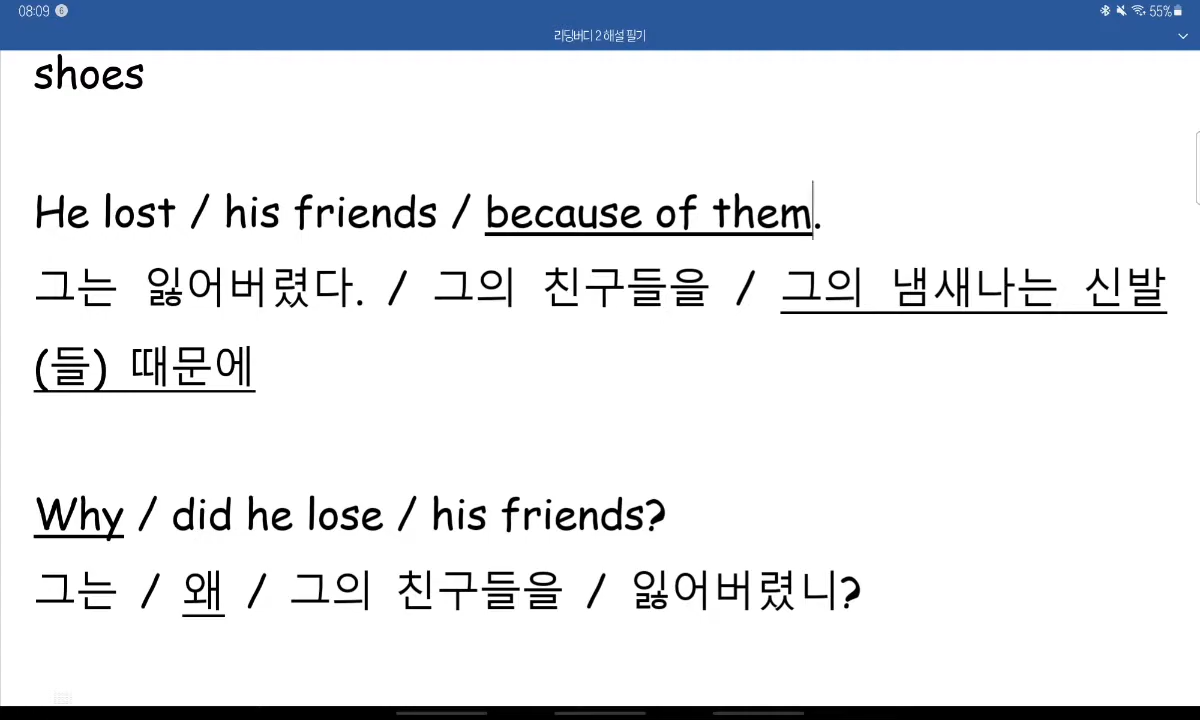 08:09 6 55%
리딩버디 2 해설 필기
shoes
He lost / his friends / because of them.
그는 잃어버렸다. / 그의 친구들을 / 그의 냄새나는 신발
(들) 때문에
Why / did he lose / his friends?
그는 / 왜 / 그의 친구들을 / 잃어버렸니?